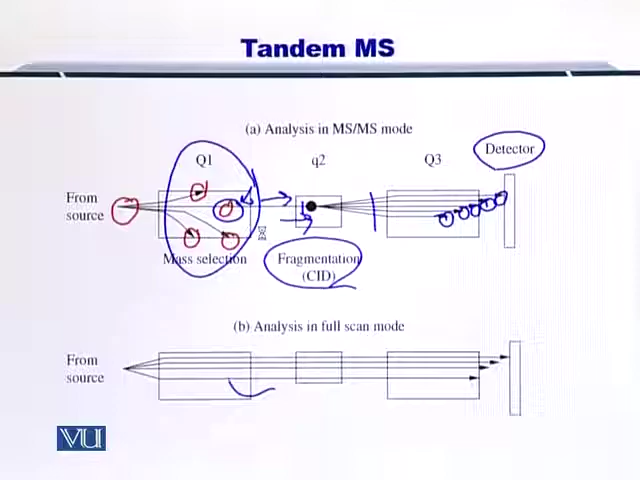 Tandem MS
(a) Analysis in MS/MS mode
Q1 q2 Q3 Detector
From
source
Mass selection Fragmentation
(CID)
(b) Analysis in full scan mode
From
source
VU